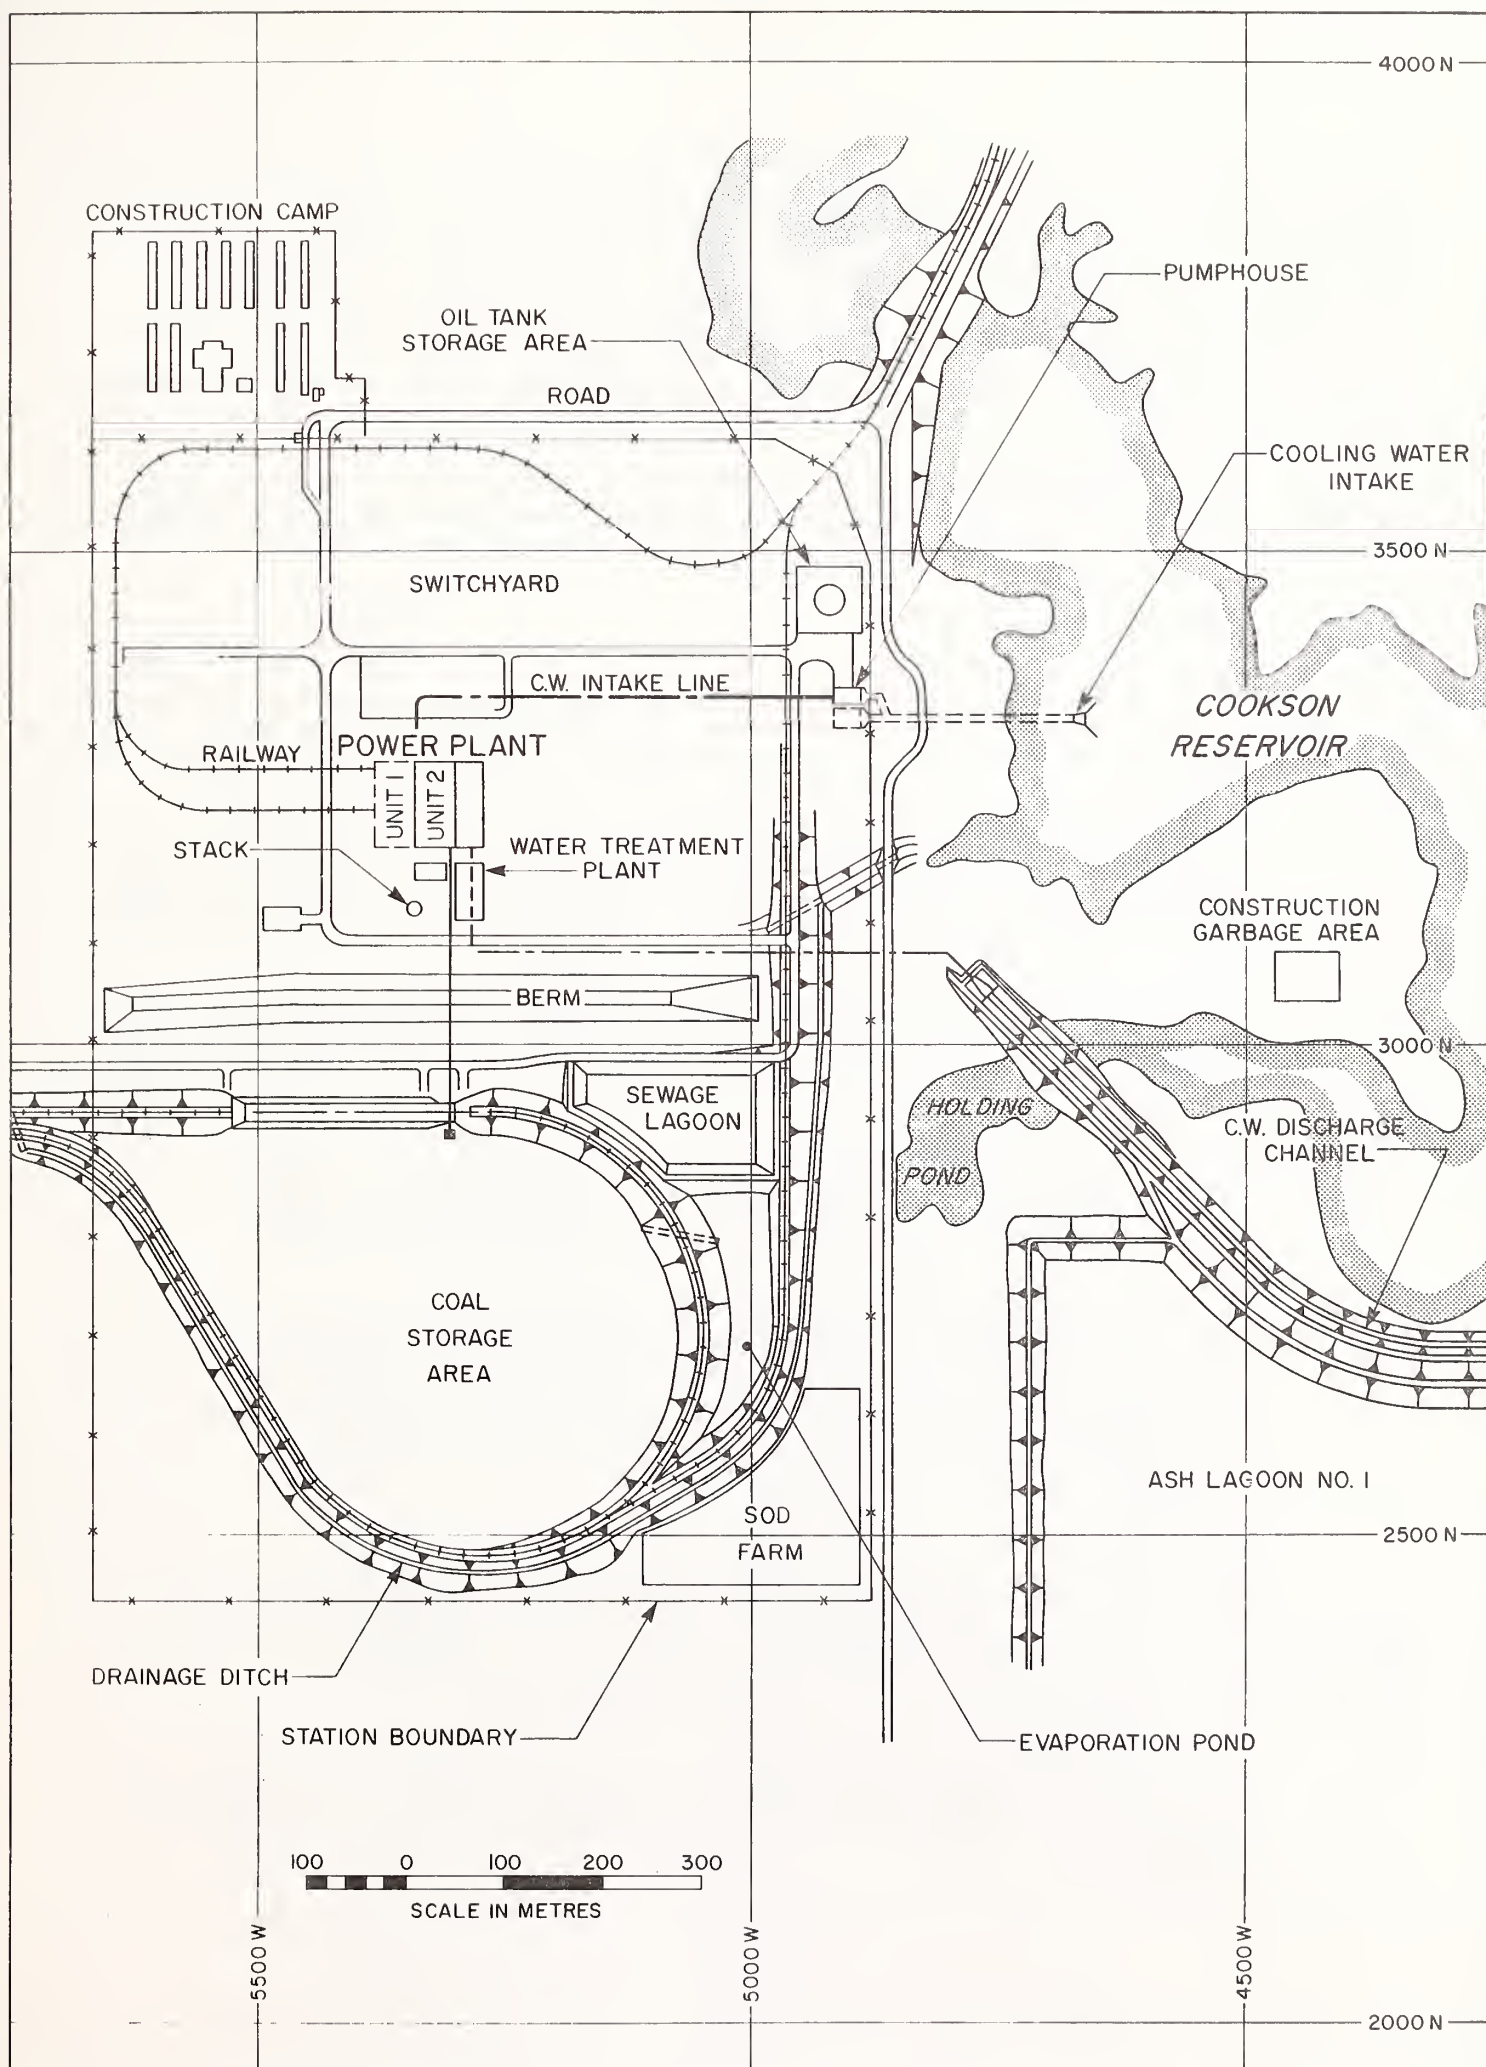 4000 N
CONSTRUCTION CAMP
PUMPHOUSE
OIL TANK
STORAGE AREA
ROAD
COOLING WATER
INTAKE
3500 N
SWITCHYARD
C.W. INTAKE LINE
COOKSON
RESERVOIR
POWER PLANT
RAILWAY
UNIT 1
UNIT 2
STACK
WATER TREATMENT
PLANT
CONSTRUCTION
GARBAGE AREA
BERM
3000 N
SEWAGE
LAGOON
HOLDING
POND
C.W. DISCHARGE
CHANNEL
COAL
STORAGE
AREA
ASH LAGOON NO. 1
SOD
FARM
2500 N
DRAINAGE DITCH
STATION BOUNDARY
EVAPORATION POND
100 0 100 200 300
SCALE IN METRES
5500 W
5000 W
4500 W
2000 N